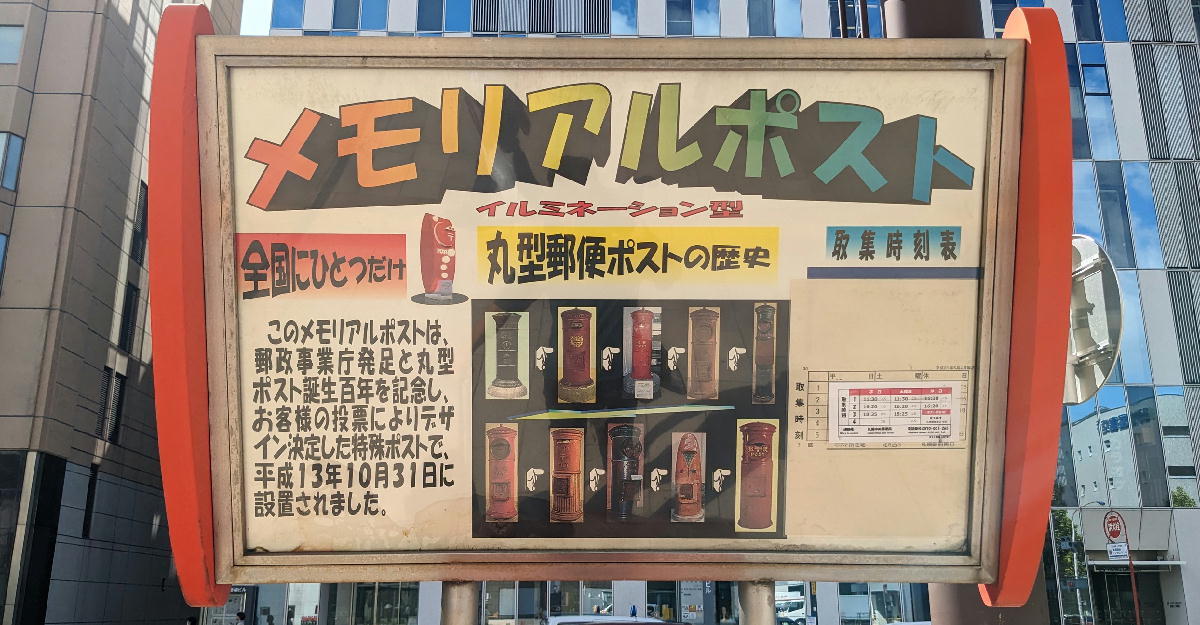 メモリアルポスト
イルミネーション型
全国にひとつだけ
このメモリアルポストは、
郵政事業庁発足と丸型
ポスト誕生百年を記念し、
お客様の投票によりデザ
イン決定した特殊ポストで、
平成13年10月31日に
設置されました。
丸型郵便ポストの歴史
取集時刻表
取集時刻